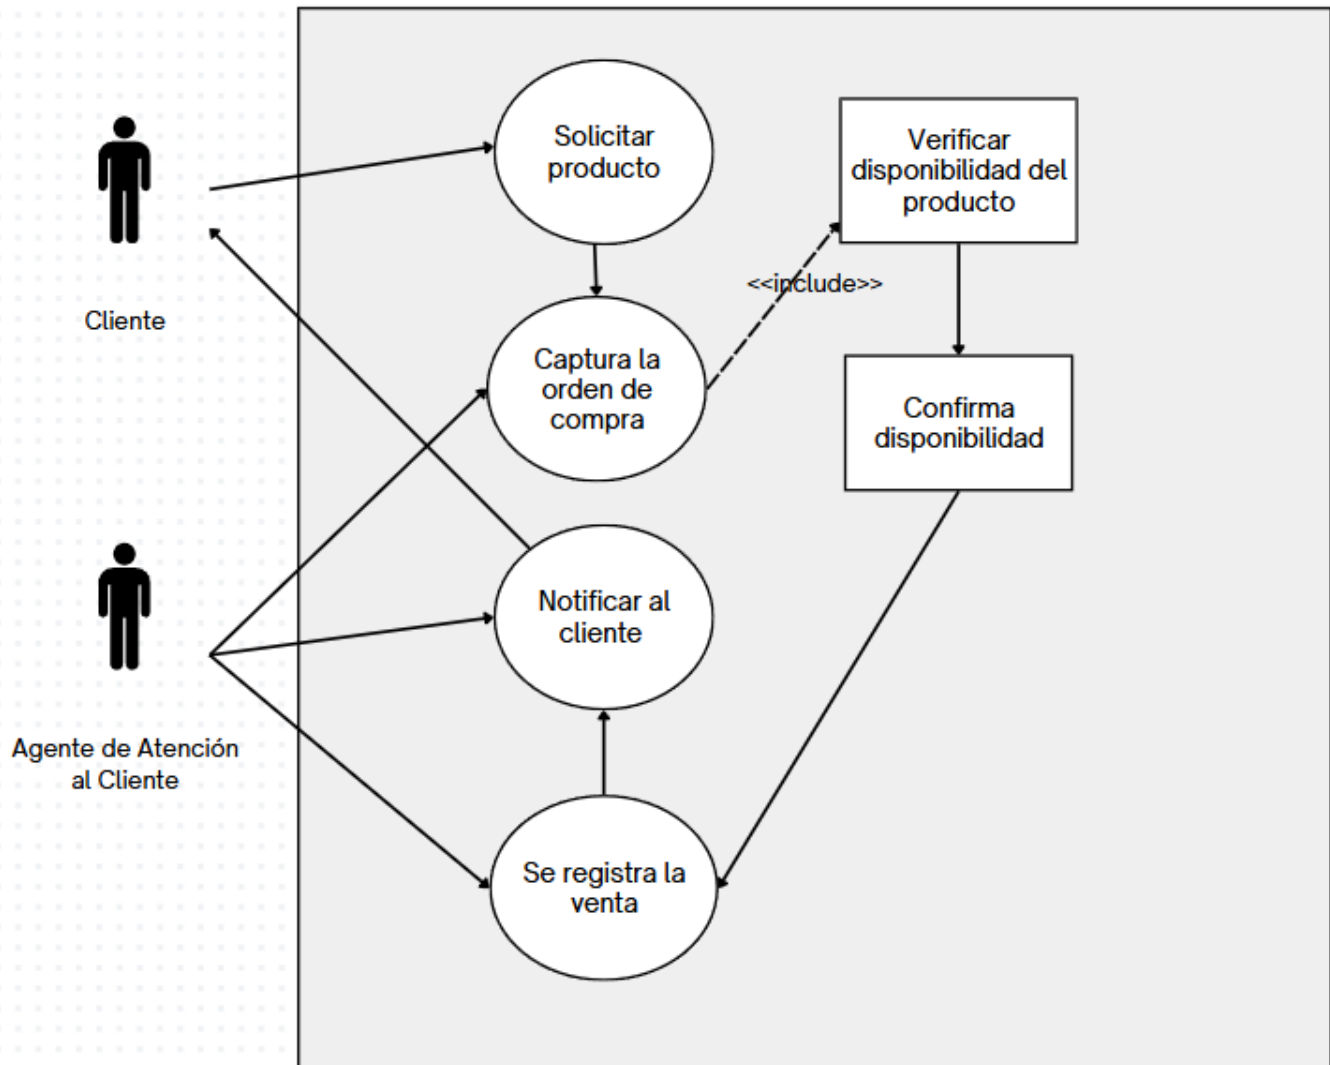 Solicitar
producto
Verificar
disponibilidad del
producto
<<include>>
Cliente
Captura la
orden de
compra
Confirma
disponibilidad
Notificar al
cliente
Agente de Atención
al Cliente
Se registra la
venta